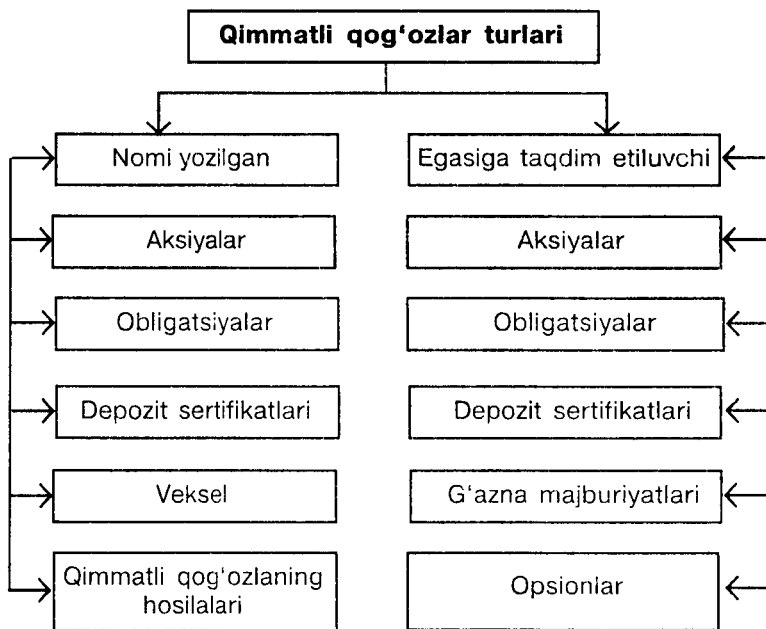 Qimmatli qog‘ozlar turlari
Nomi yozilgan
Egasiga taqdim etiluvchi
Aksiyalar
Aksiyalar
Obligatsiyalar
Obligatsiyalar
Depozit sertifikatlari
Depozit sertifikatlari
Veksel
G‘azna majburiyatlari
Qimmatli qog‘ozlaning
hosilalari
Opsionlar